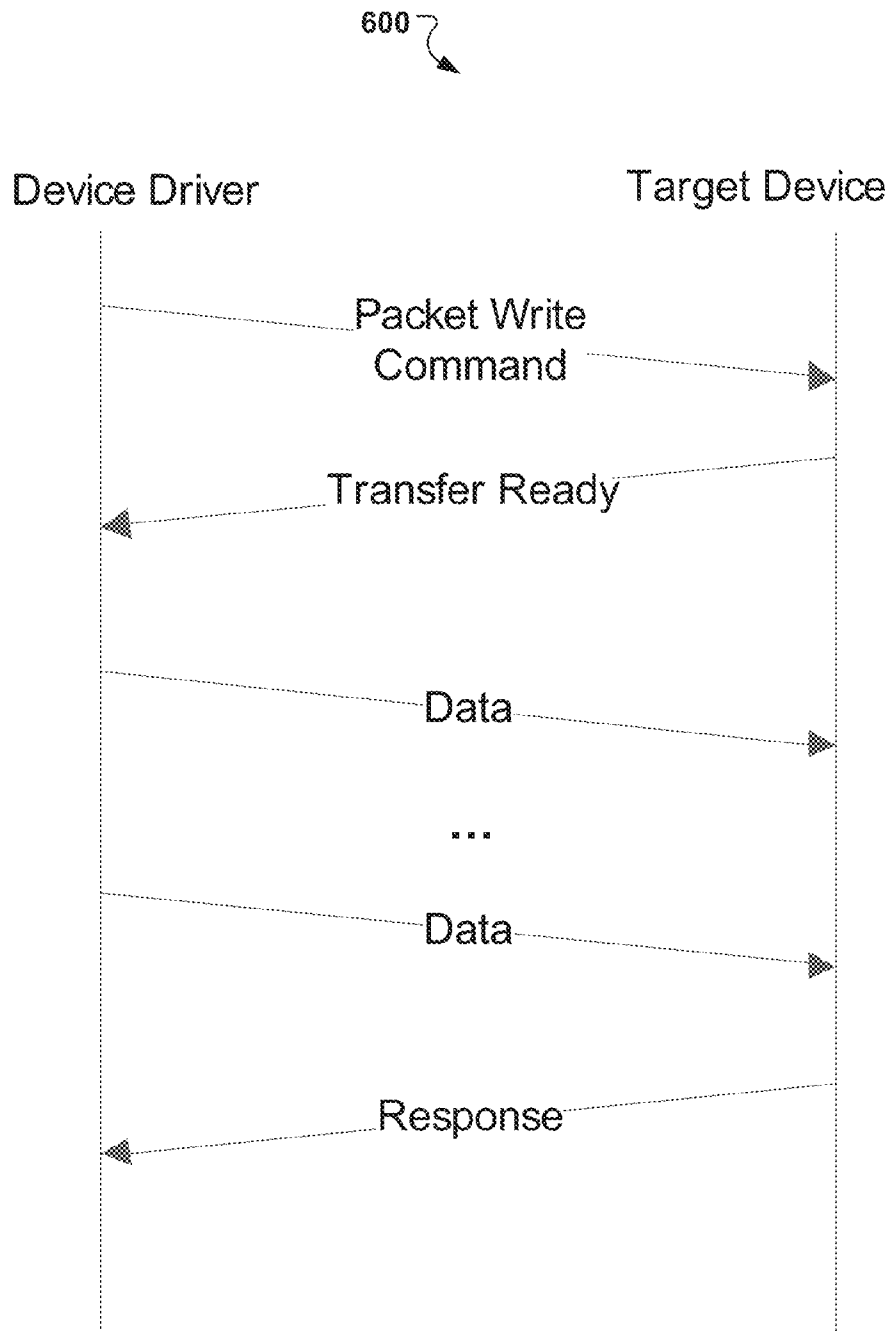 600
Device Driver
Target Device
Packet Write
Command
Transfer Ready
Data
...
Data
Response